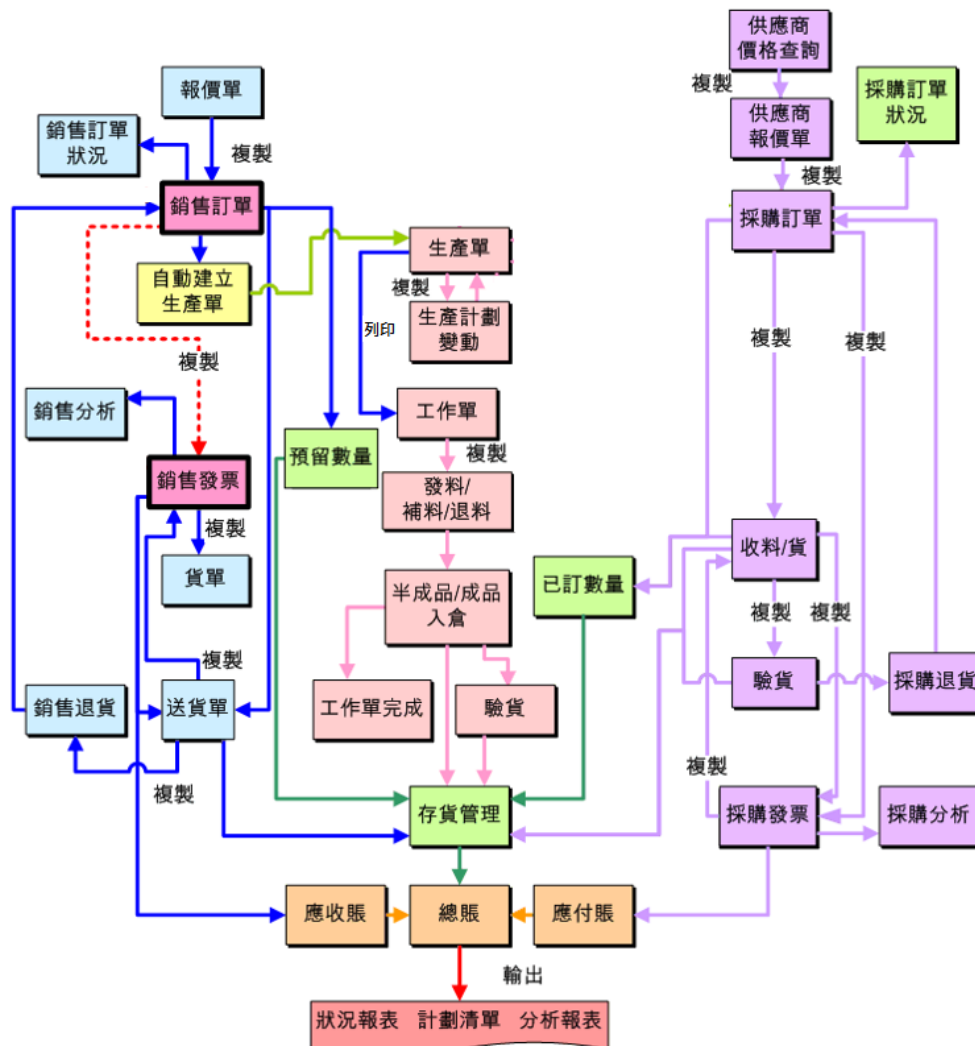 供應商
價格查詢
複製
報價單
採購訂單
狀況
供應商
報價單
銷售訂單
狀況
複製
複製
銷售訂單
採購訂單
生產單
自動建立
生產單
複製
生產計劃
變動
列印
複製
複製
複製
銷售分析
工作單
預留數量
複製
銷售發票
發料/
補料/退料
複製
收料/貨
貨單
半成品/成品
入倉
已訂數量
複製
複製
複製
銷售退貨
送貨單
工作單完成
驗貨
驗貨
採購退貨
複製
複製
存貨管理
採購發票
採購分析
應收賬
總賬
應付賬
輸出
狀況報表 計劃清單 分析報表